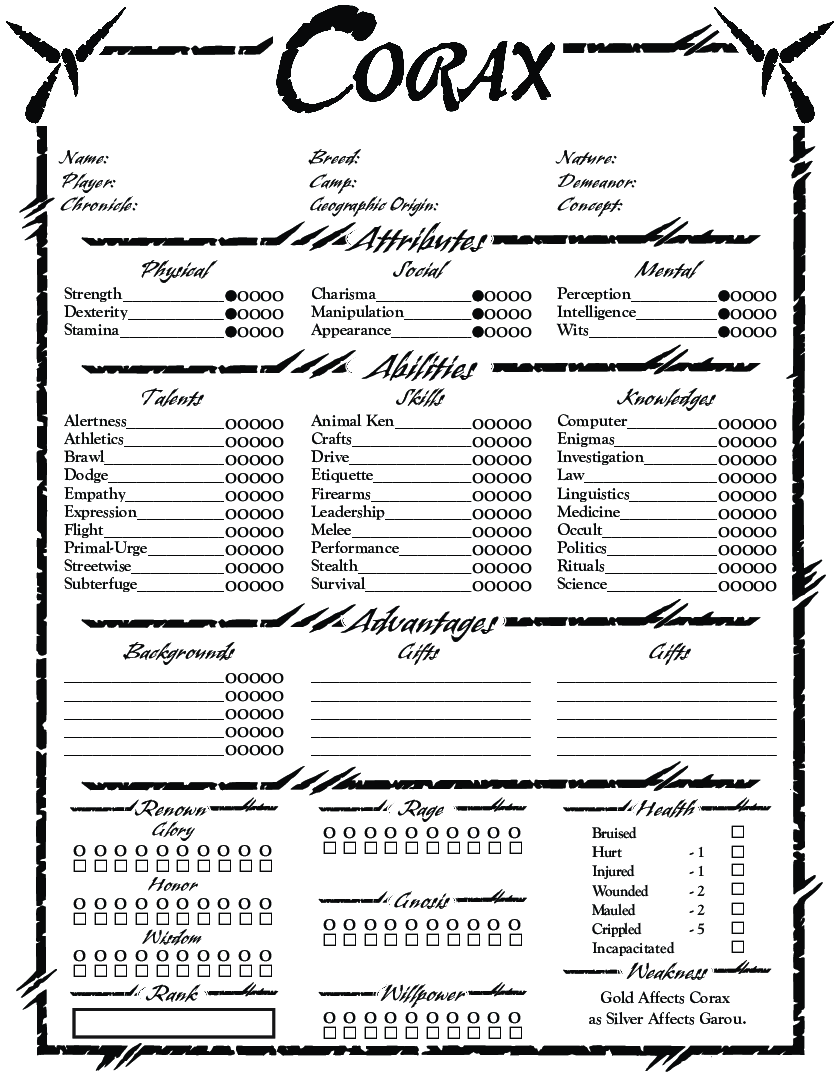 CORAX
Name: Breed: Nature:
Player: Camp: Demeanor:
Chronicle: Geographic Origin: Concept:
Attributes
Physical Social Mental
Strength Charisma Perception
Dexterity Manipulation Intelligence
Stamina Appearance Wits
Abilities
Talents Skills Knowledges
Alertness Animal Ken Computer
Athletics Crafts Enigmas
Brawl Drive Investigation
Dodge Etiquette Law
Empathy Firearms Linguistics
Expression Leadership Medicine
Flight Melee Occult
Primal-Urge Performance Politics
Streetwise Stealth Rituals
Subterfuge Survival Science
Advantages
Backgrounds Gifts Gifts
Renown
Glory
Honor
Wisdom
Rank
Rage
Gnosis
Willpower
Health
Bruised
Hurt - 1
Injured - 1
Wounded - 2
Mauled - 2
Crippled - 5
Incapacitated
Weakness
Gold Affects Corax
as Silver Affects Garou.